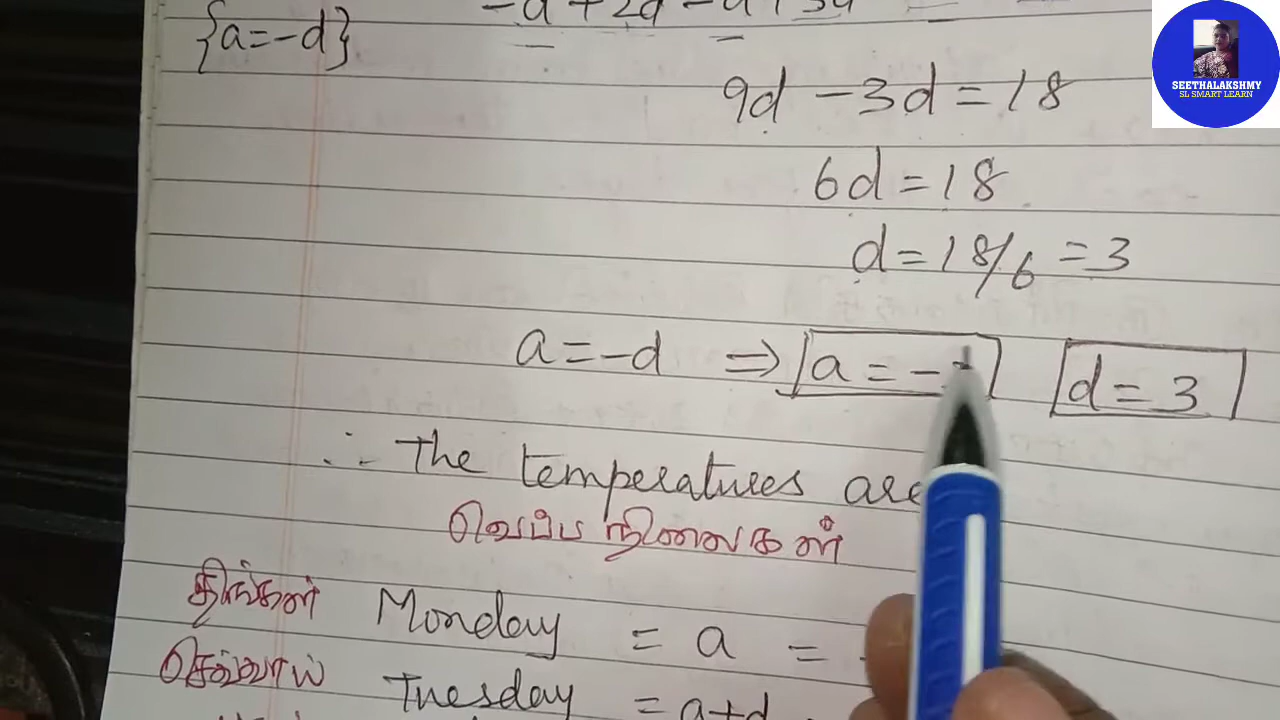 {a=-d}
9d - 3d = 18
6d = 18
d = 18/6 = 3
a = -d ⇒ a = - d = 3
∴ The temperatures are
வெப்ப நிலைகள்
திங்கள் Monday = a =
செவ்வாய் Tuesday = a+d
SEETHALAKSHMY
SL SMART LEARN